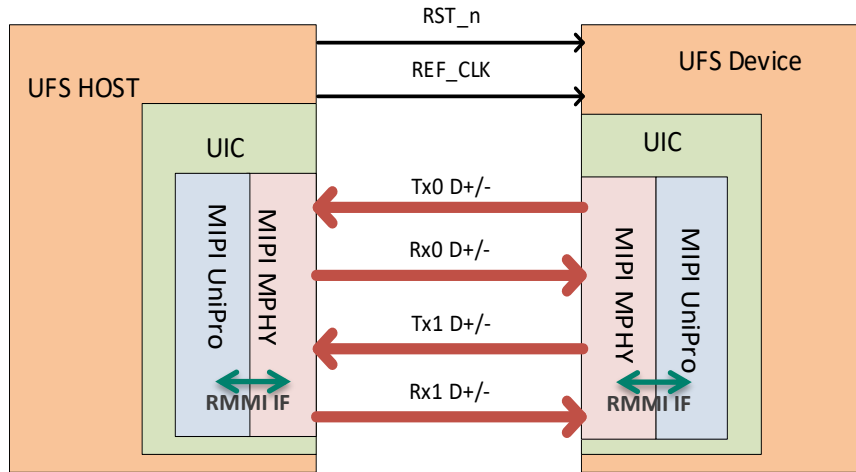 RST_n
REF_CLK
UFS HOST
UFS Device
UIC
UIC
Tx0 D+/-
Rx0 D+/-
Tx1 D+/-
Rx1 D+/-
MIPI UniPro
MIPI MPHY
MIPI MPHY
MIPI UniPro
RMMI IF
RMMI IF